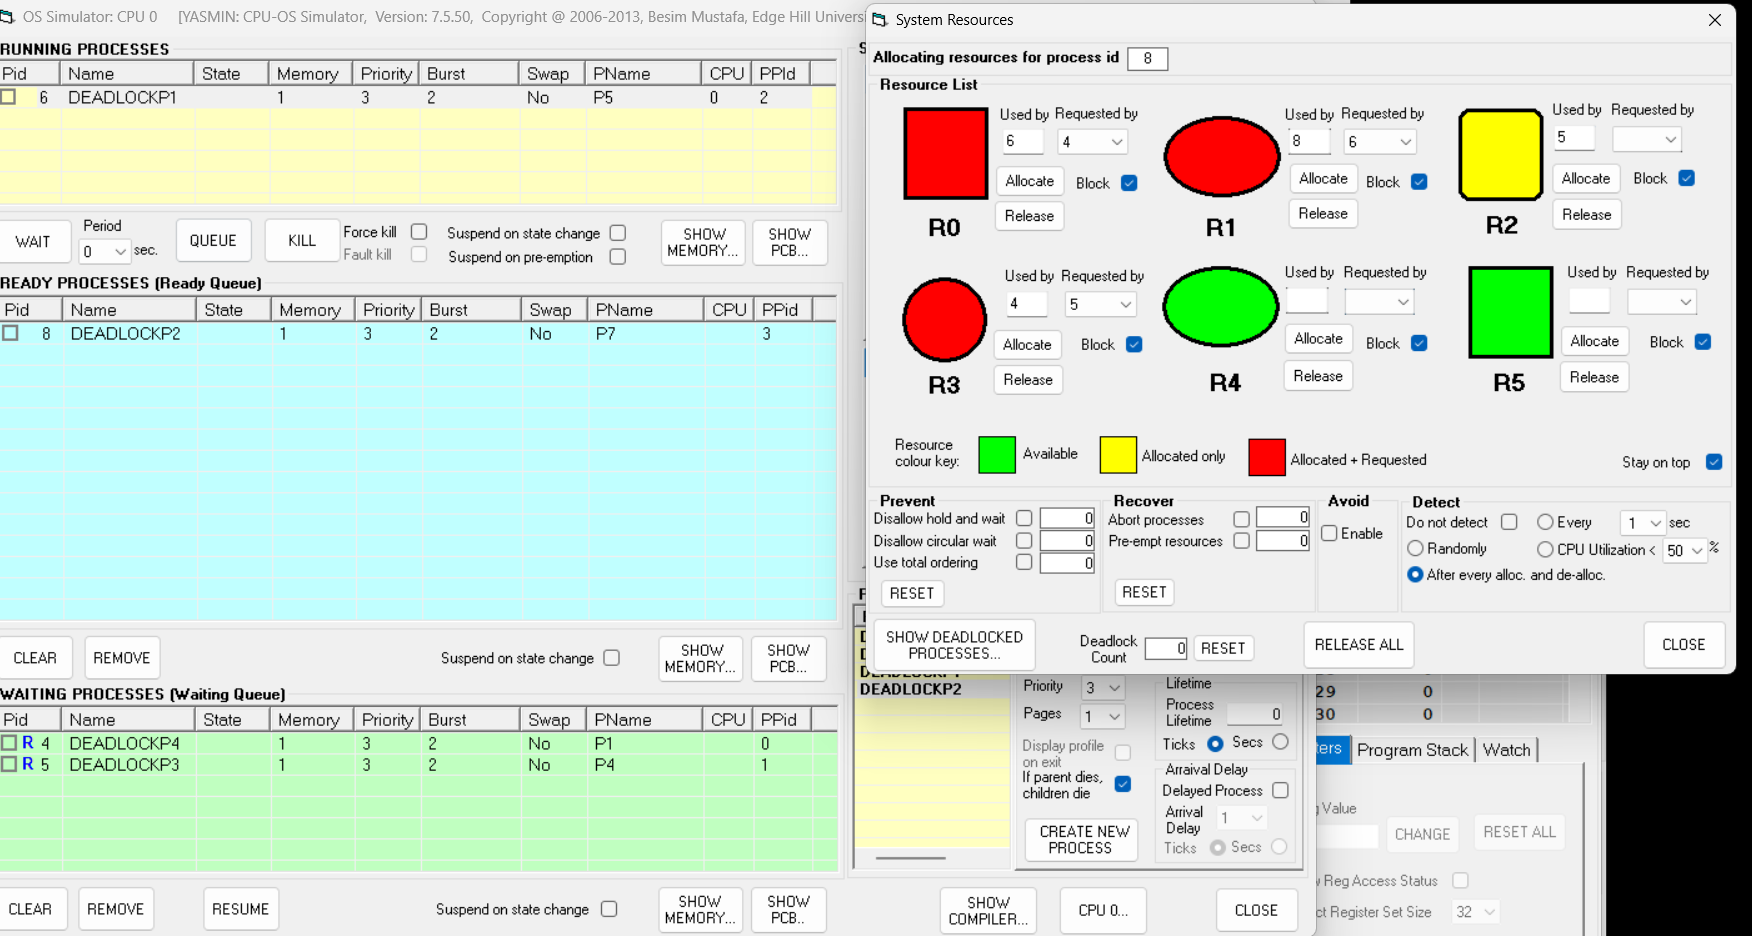 OS Simulator: CPU 0 [YASMIN: CPU-OS Simulator, Version: 7.5.50, Copyright @ 2006-2013, Besim Mustafa, Edge Hill Univers
RUNNING PROCESSES
Pid Name State Memory Priority Burst Swap PName CPU PPId
6 DEADLOCKP1 1 3 2 No P5 0 2
WAIT
Period
0 sec.
QUEUE
KILL
Force kill
Fault kill
Suspend on state change
Suspend on pre-emption
SHOW
MEMORY...
SHOW
PCB...
READY PROCESSES (Ready Queue)
Pid Name State Memory Priority Burst Swap PName CPU PPid
8 DEADLOCKP2 1 3 2 No P7 3
CLEAR
REMOVE
Suspend on state change
SHOW
MEMORY...
SHOW
PCB...
WAITING PROCESSES (Waiting Queue)
Pid Name State Memory Priority Burst Swap PName CPU PPid
R 4 DEADLOCKP4 1 3 2 No P1 0
R 5 DEADLOCKP3 1 3 2 No P4 1
CLEAR
REMOVE
RESUME
Suspend on state change
SHOW
MEMORY...
SHOW
PCB..
System Resources
Allocating resources for process id 8
Resource List
Used by Requested by
6 4
Allocate Block
Release
R0
Used by Requested by
8 6
Allocate Block
Release
R1
Used by Requested by
5
Allocate Block
Release
R2
Used by Requested by
4 5
Allocate Block
Release
R3
Used by Requested by
Allocate Block
Release
R4
Used by Requested by
Allocate Block
Release
R5
Resource
colour key:
Available
Allocated only
Allocated + Requested
Stay on top
Prevent
Disallow hold and wait 0
Disallow circular wait 0
Use total ordering 0
RESET
Recover
Abort processes 0
Pre-empt resources 0
RESET
Avoid
Enable
Detect
Do not detect Every 1 sec
Randomly CPU Utilization < 50 %
After every alloc. and de-alloc.
SHOW DEADLOCKED
PROCESSES...
Deadlock
Count
0
RESET
RELEASE ALL
CLOSE
DEADLOCKP2
Priority 3
Pages 1
Display profile
on exit
If parent dies,
children die
CREATE NEW
PROCESS
Lifetime
Process
Lifetime
0
Ticks Secs
Arraival Delay
Delayed Process
Arrival
Delay
1
Ticks Secs
29 0
30 0
ters
Program Stack
Watch
g Value
CHANGE
RESET ALL
w Reg Access Status
ct Register Set Size 32
SHOW
COMPILER...
CPU 0...
CLOSE